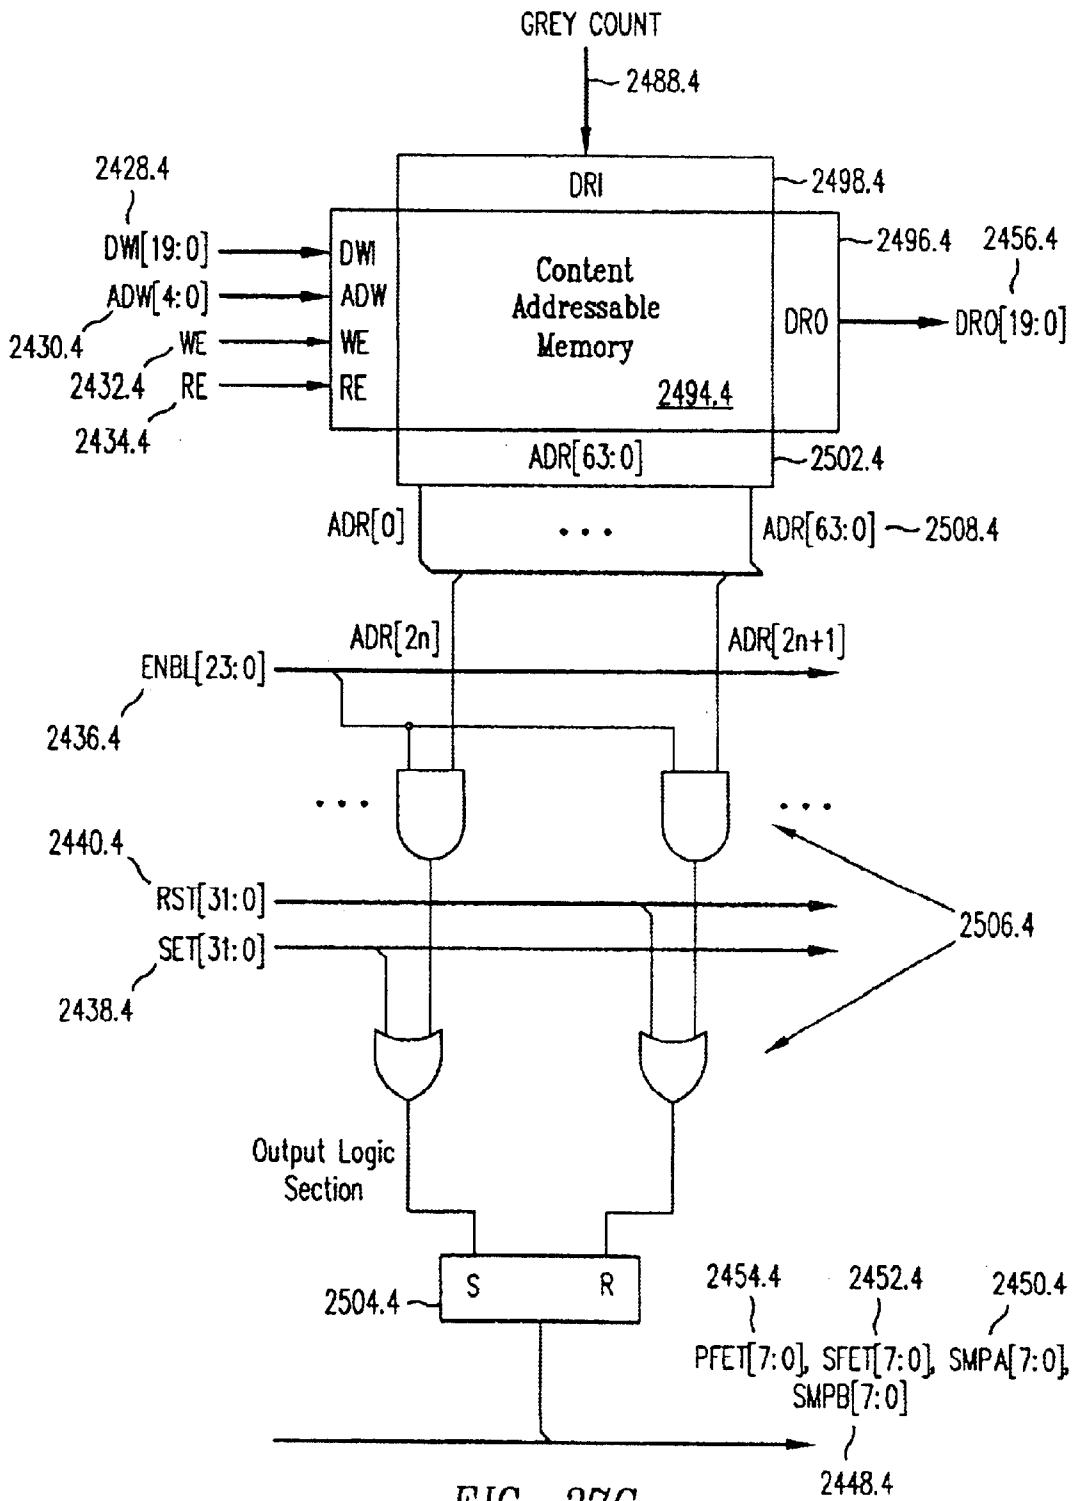 GREY COUNT
2488.4
2428.4
DRI
2498.4
DWI[19:0]
DWI
2496.4
2456.4
ADW[4:0]
ADW
Content
Addressable
Memory
DRO
DRO[19:0]
2430.4
WE
WE
2432.4
RE
RE
2494.4
2434.4
ADR[63:0]
2502.4
ADR[0]
• • •
ADR[63:0]
2508.4
ADR[2n]
ADR[2n+1]
ENBL[23:0]
2436.4
• • •
• • •
2440.4
RST[31:0]
2506.4
SET[31:0]
2438.4
Output Logic
Section
S
R
2504.4
2454.4
2452.4
2450.4
PFET[7:0], SFET[7:0], SMPA[7:0],
SMPB[7:0]
2448.4